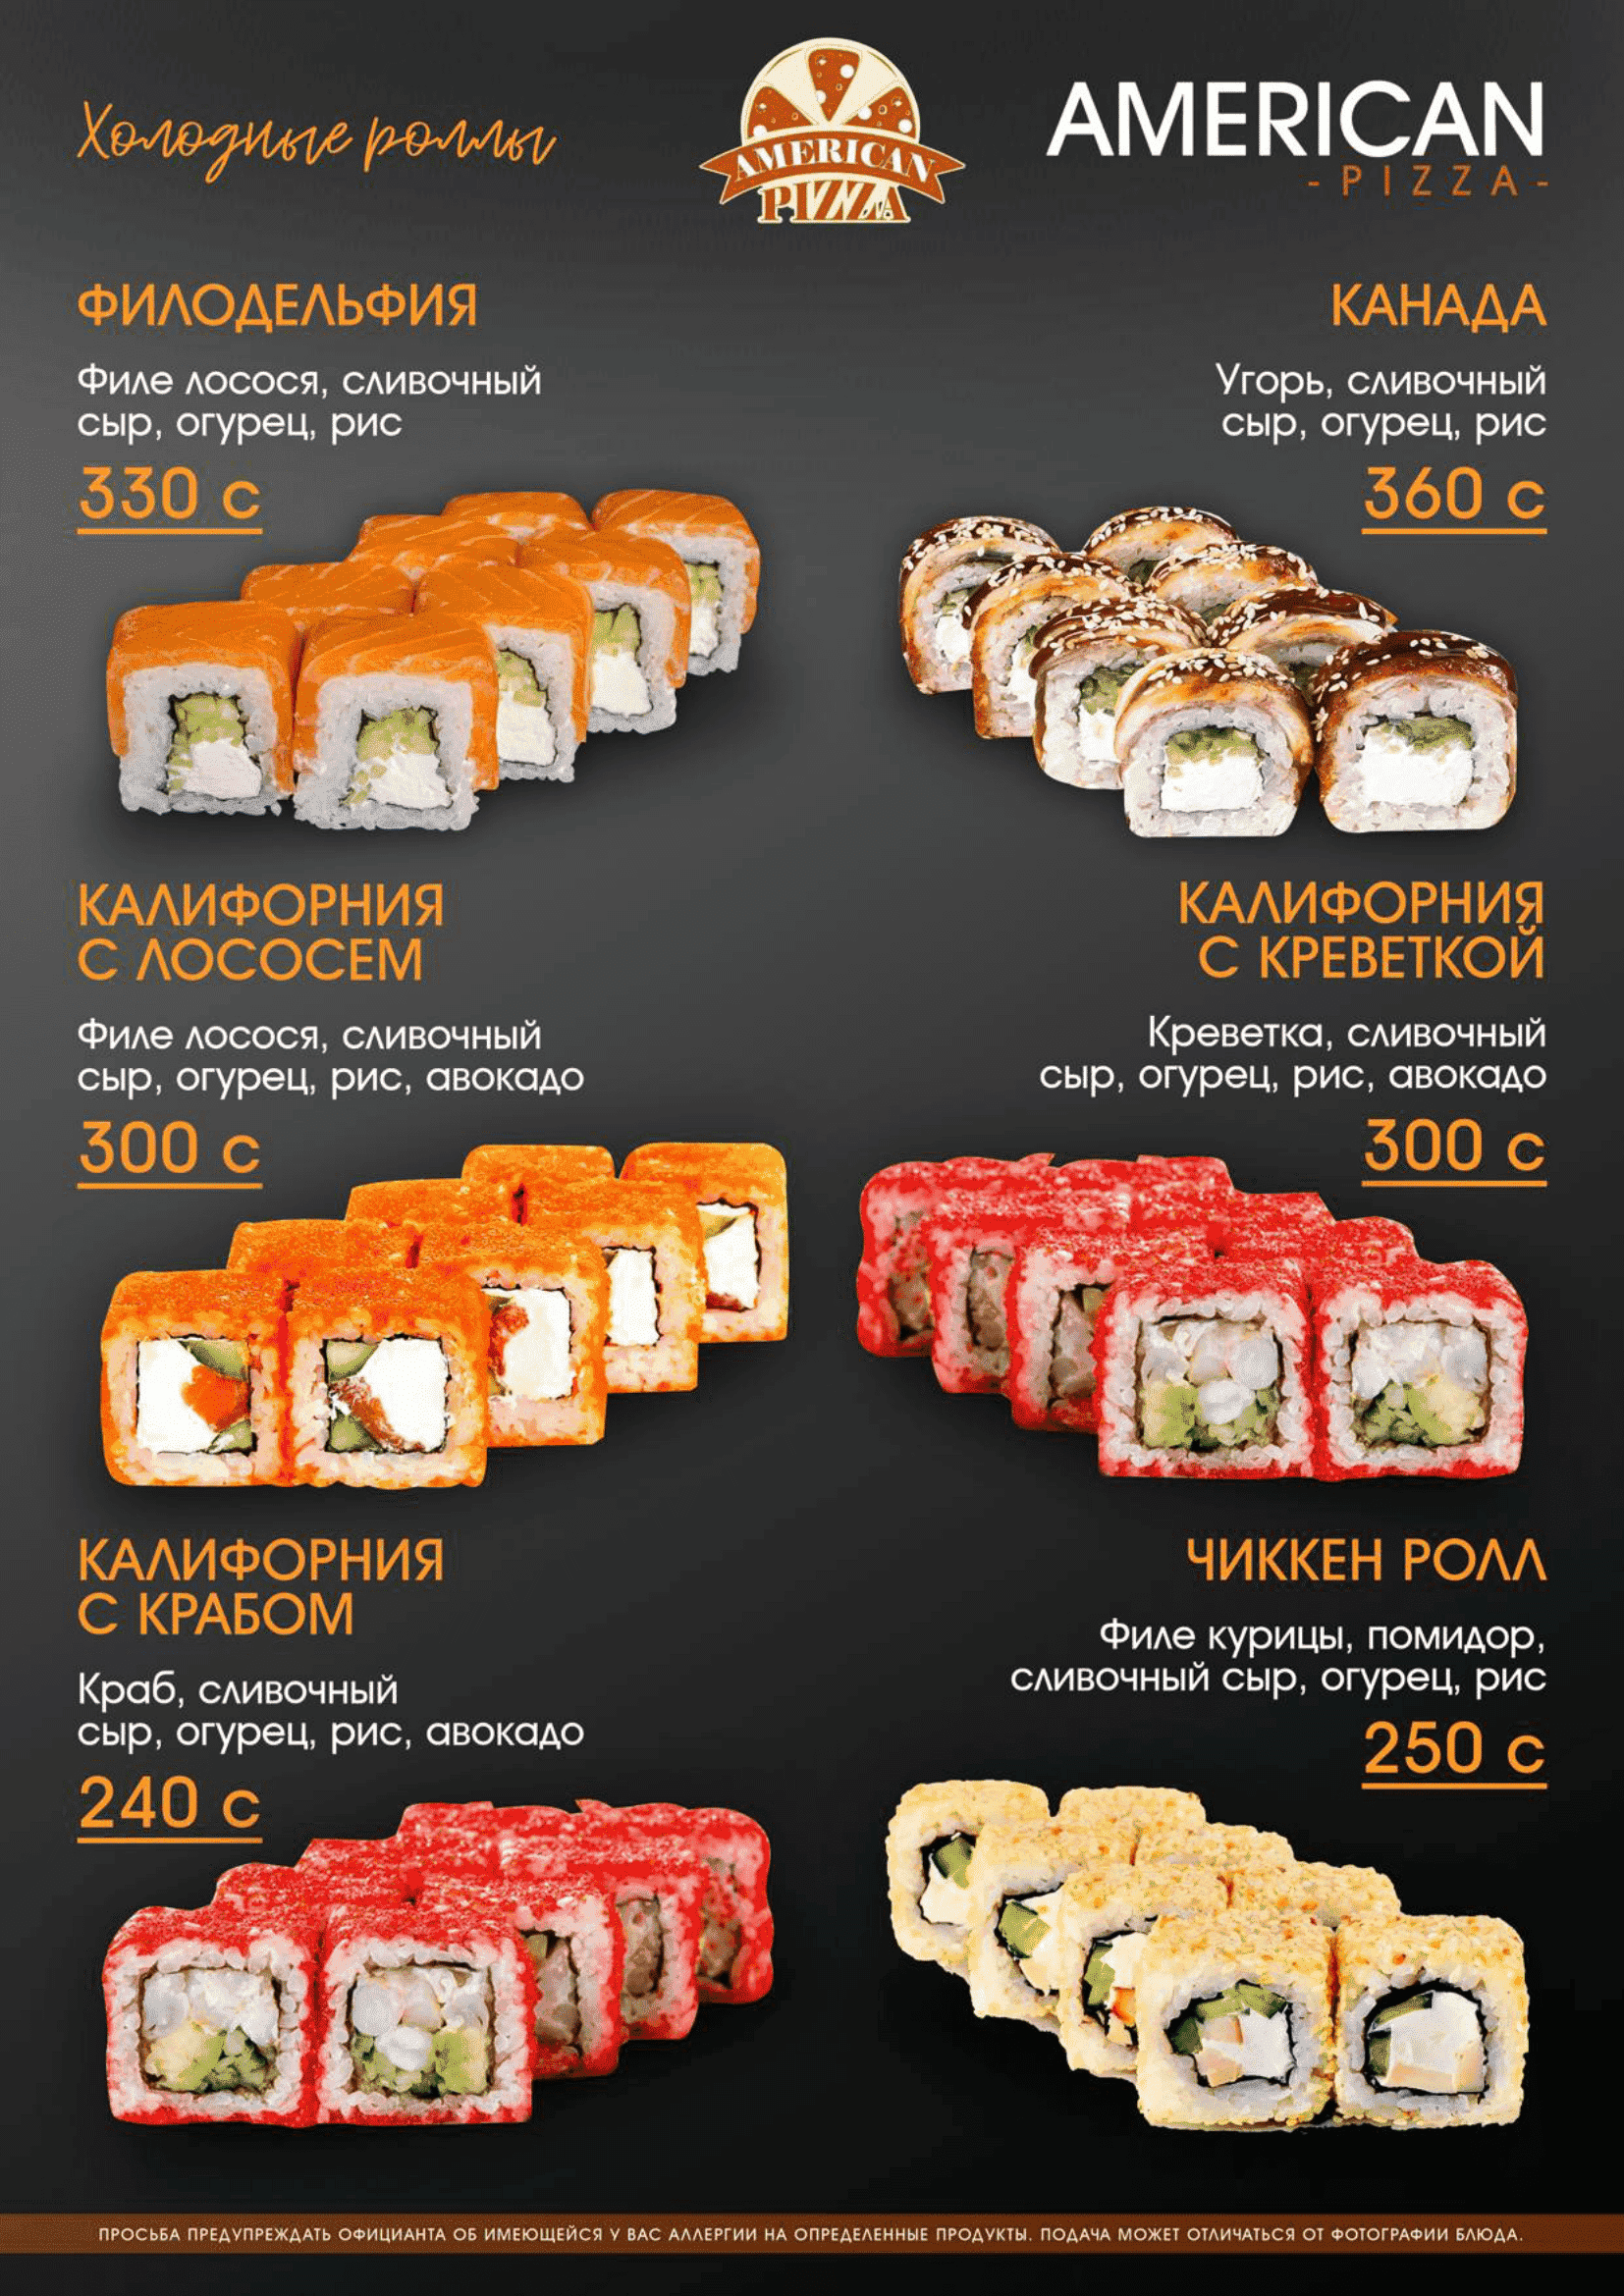 Холодные роллы
AMERICAN
PIZZA
AMERICAN
- PIZZA -
ФИЛОДЕЛЬФИЯ
Филе лосося, сливочный
сыр, огурец, рис
330 с
КАНАДА
Угорь, сливочный
сыр, огурец, рис
360 с
КАЛИФОРНИЯ
С ЛОСОСЕМ
Филе лосося, сливочный
сыр, огурец, рис, авокадо
300 с
КАЛИФОРНИЯ
С КРЕВЕТКОЙ
Креветка, сливочный
сыр, огурец, рис, авокадо
300 с
КАЛИФОРНИЯ
С КРАБОМ
Краб, сливочный
сыр, огурец, рис, авокадо
240 с
ЧИККЕН РОЛЛ
Филе курицы, помидор,
сливочный сыр, огурец, рис
250 с
ПРОСЬБА ПРЕДУПРЕЖДАТЬ ОФИЦИАНТА ОБ ИМЕЮЩЕЙСЯ У ВАС АЛЛЕРГИИ НА ОПРЕДЕЛЕННЫЕ ПРОДУКТЫ. ПОДАЧА МОЖЕТ ОТЛИЧАТЬСЯ ОТ ФОТОГРАФИИ БЛЮДА.